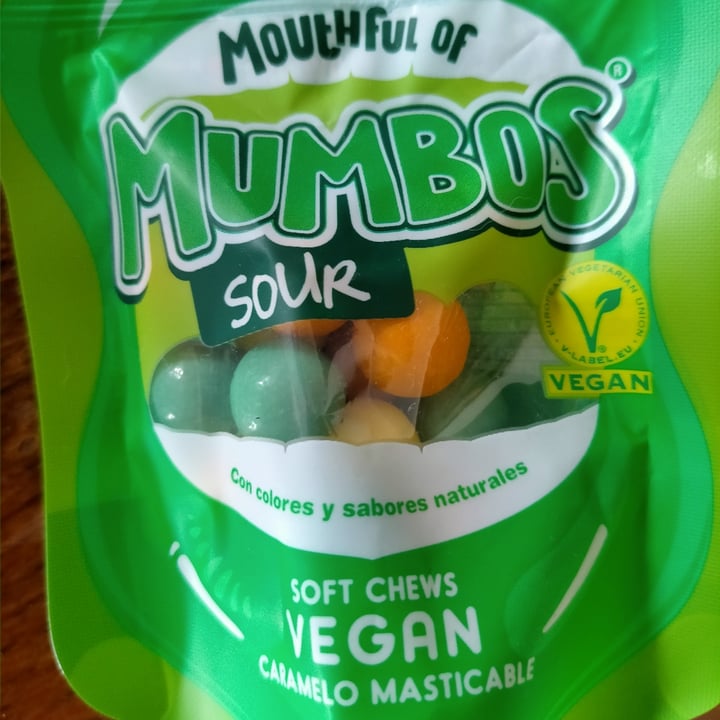 MOUtHFUL OF
MUMBOS®
SOUR
EUROPEAN VEGETARIAN UNION
V-LABEL.EU
VEGAN
Con colores y sabores naturales
SOFT CHEWS
VEGAN
CARAMELO MASTICABLE